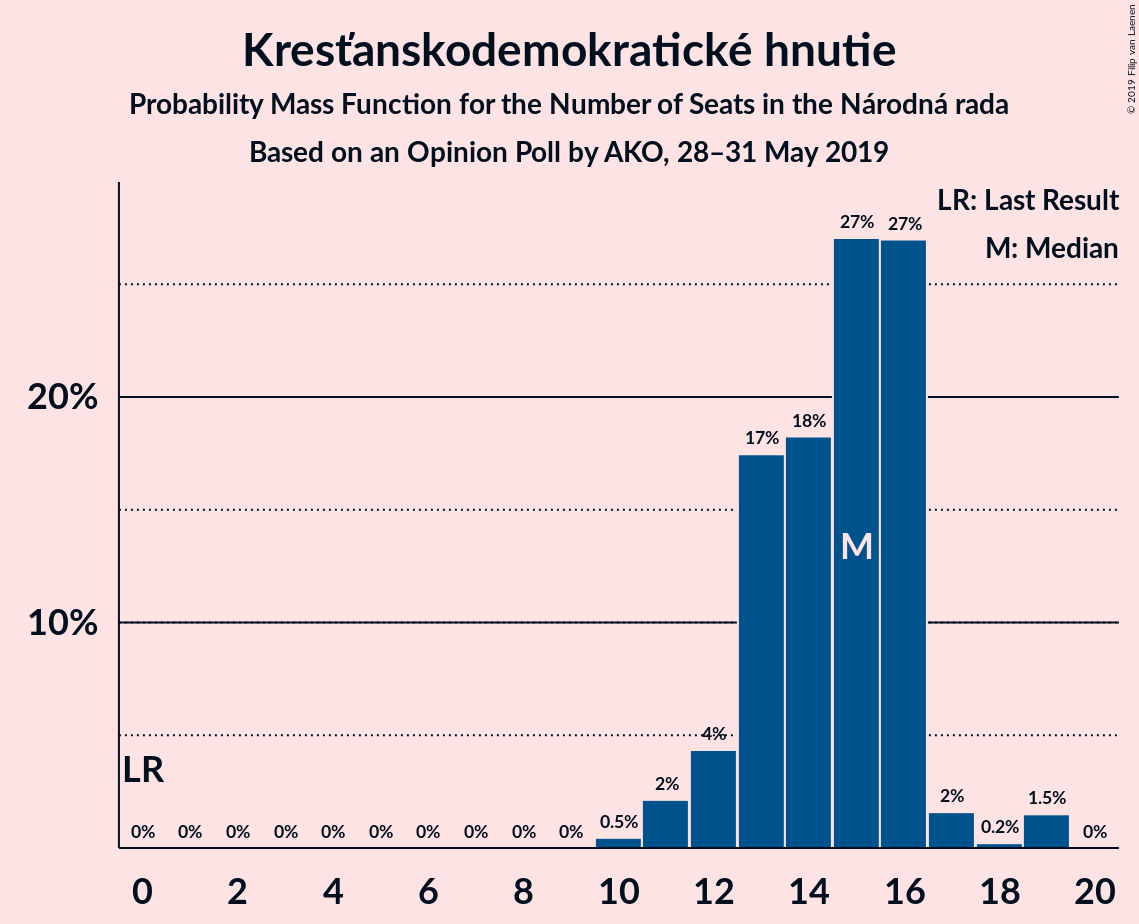 Kresťanskodemokratické hnutie
Probability Mass Function for the Number of Seats in the Národná rada
Based on an Opinion Poll by AKO, 28–31 May 2019
© 2019 Filip van Laenen
LR: Last Result
M: Median
20%
10%
LR
M
0% 0% 0% 0% 0% 0% 0% 0% 0% 0% 0.5% 2% 4% 17% 18% 27% 27% 2% 0.2% 1.5% 0%
0 2 4 6 8 10 12 14 16 18 20